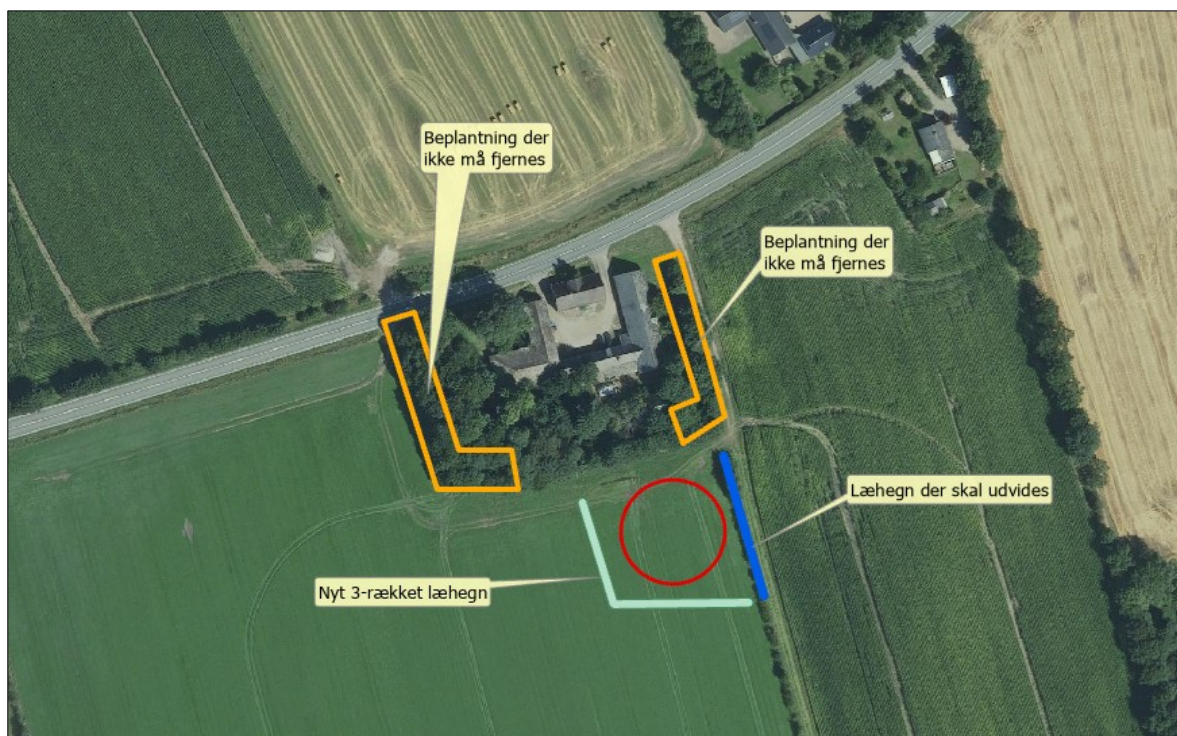 Beplantning der
ikke må fjernes
Beplantning der
ikke må fjernes
Læhegn der skal udvides
Nyt 3-rækket læhegn